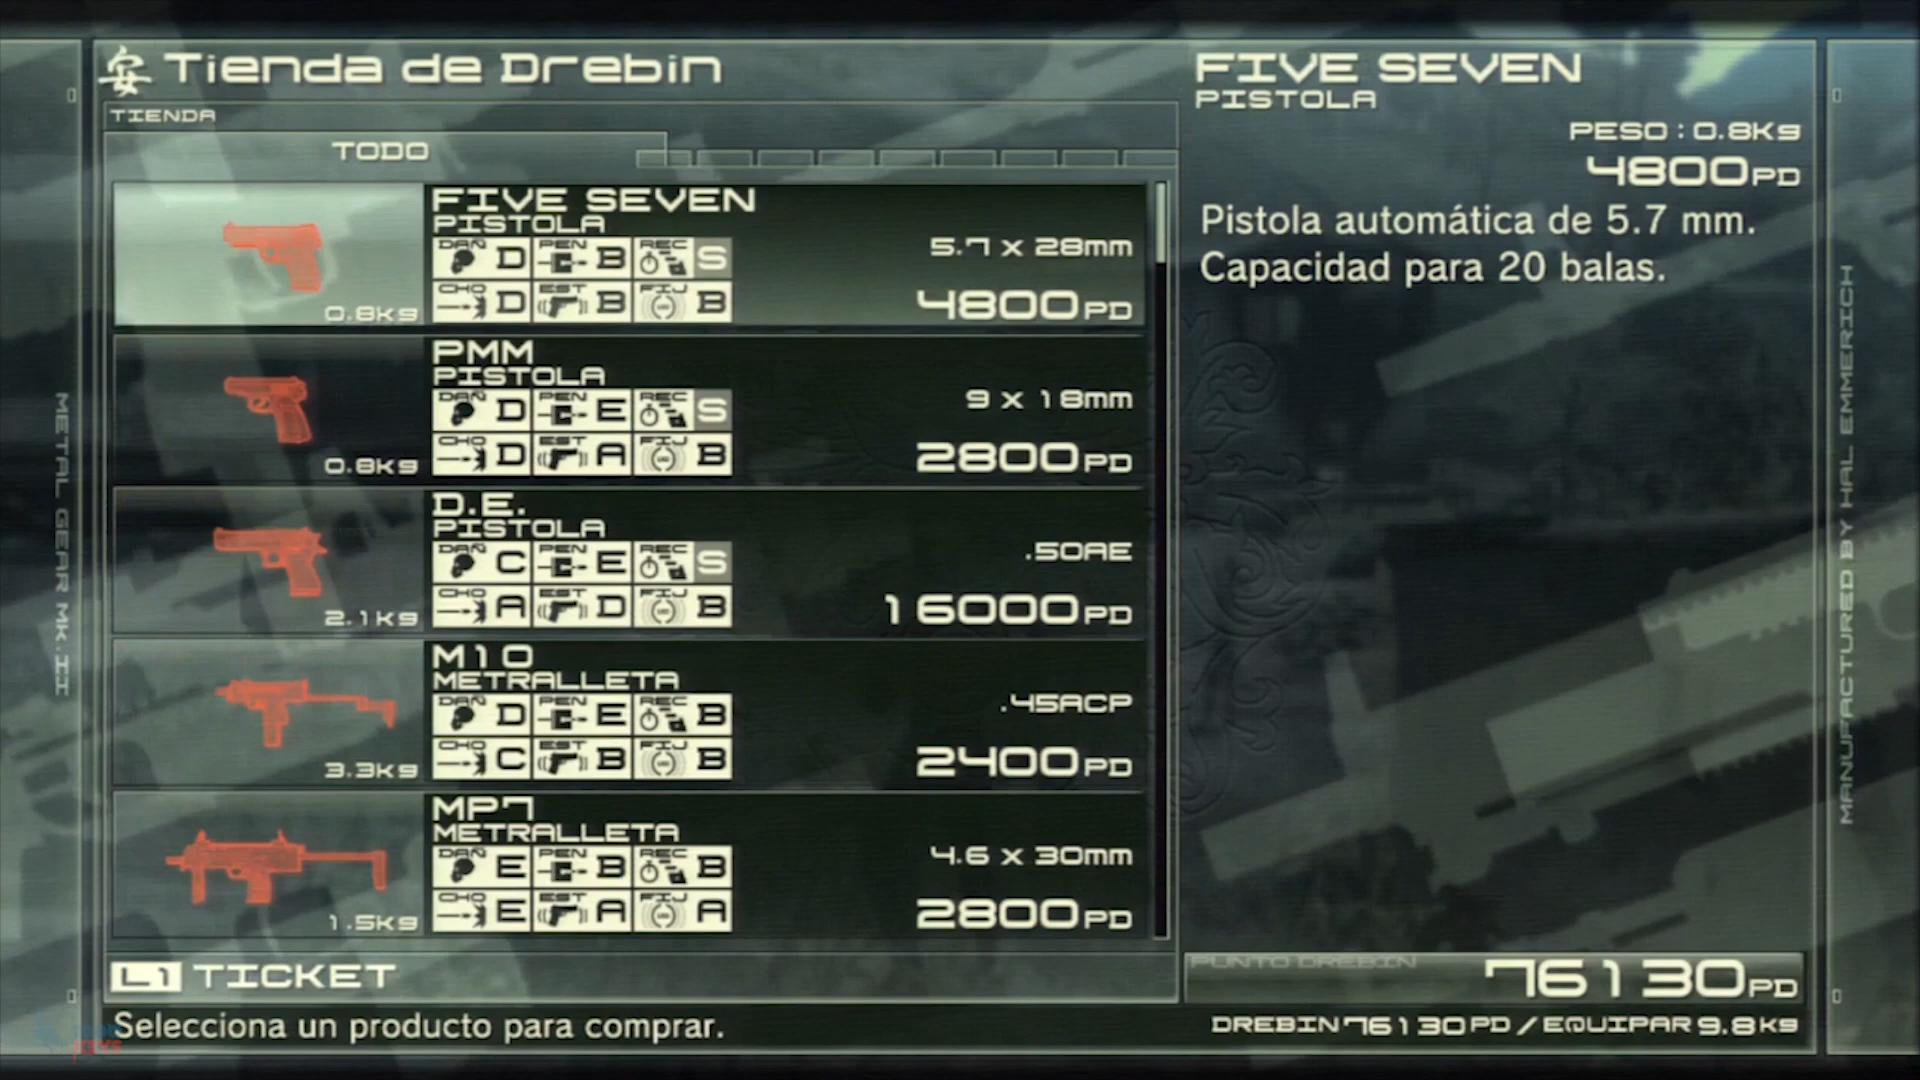 安 Tienda de Drebin
TIENDA
TODO
FIVE SEVEN
PISTOLA
DAÑ D PEN B REC S
CHO D EST B FIJ B
0.8Kg
5.7 x 28mm
4800PD
PMM
PISTOLA
DAÑ D PEN E REC S
CHO D EST A FIJ B
0.8Kg
9 x 18mm
2800PD
D.E.
PISTOLA
DAÑ C PEN E REC S
CHO A EST D FIJ B
2.1Kg
.50AE
16000PD
M10
METRALLETA
DAÑ D PEN E REC B
CHO C EST B FIJ B
3.3Kg
.45ACP
2400PD
MP7
METRALLETA
DAÑ E PEN B REC B
CHO E EST A FIJ A
1.5Kg
4.6 x 30mm
2800PD
L1 TICKET
Selecciona un producto para comprar.
FIVE SEVEN
PISTOLA
PESO : 0.8Kg
4800PD
Pistola automática de 5.7 mm.
Capacidad para 20 balas.
PUNTO DREBIN
76130PD
DREBIN 76130PD / EQUIPAR 9.8Kg
METAL GEAR MK.II
MANUFACTURED BY HAL EMMERICH